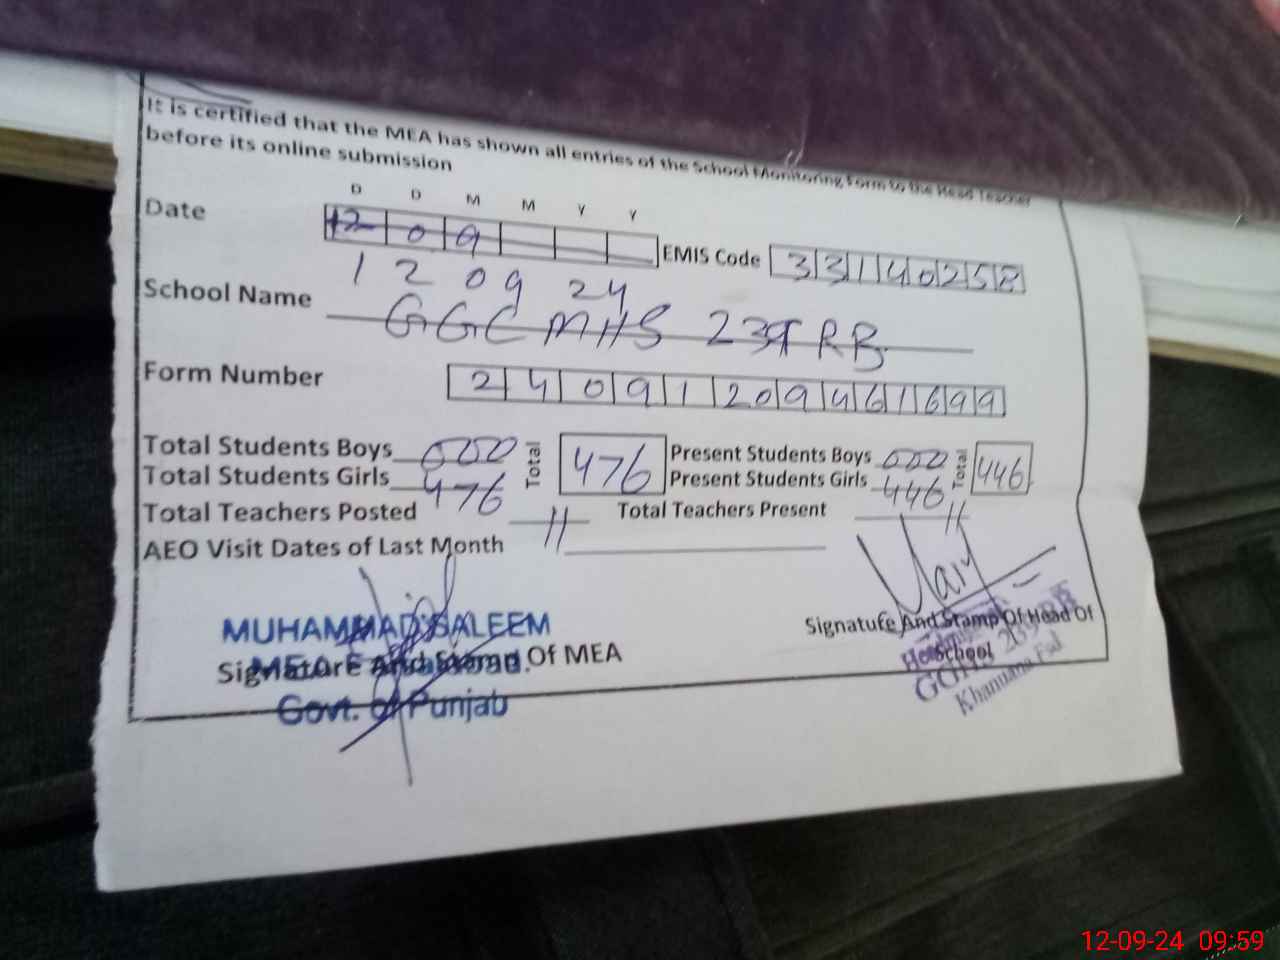 It is certified that the MEA has shown all entries of the School Monitoring Form to the Head Teacher
before its online submission
D D M M Y Y
Date 12 0 9 EMIS Code 33140258
1 2 0 9 2 4
School Name GGCMHS 239 RB
Form Number 24091209461699
Total Students Boys 000 Total 476 Present Students Boys 000 Total 446
Total Students Girls 476 Present Students Girls 446
Total Teachers Posted 11 Total Teachers Present 11
AEO Visit Dates of Last Month
MUHAMMAD SALEEM
Signature And Stamp Of MEA
Govt. of Punjab
Signature And Stamp Of Head Of
School
Khannuana Fsd
12-09-24 09:59